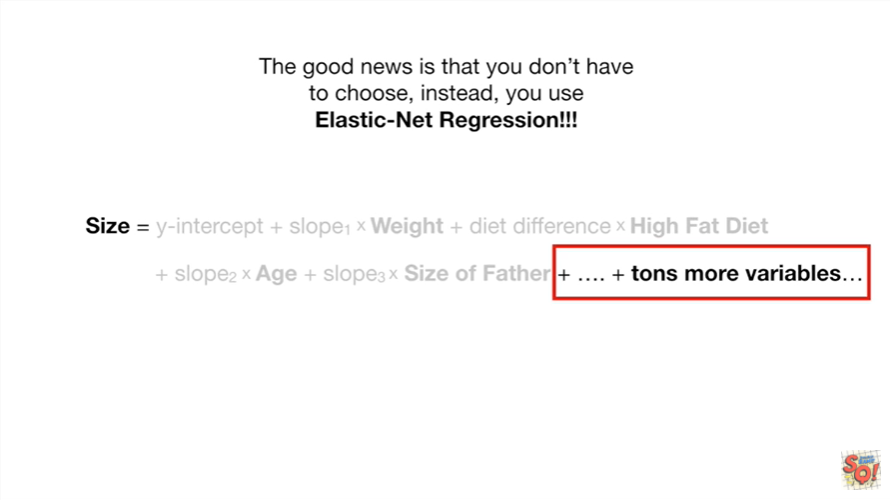 The good news is that you don’t have
to choose, instead, you use
Elastic-Net Regression!!!
Size = y-intercept + slope₁ x Weight + diet difference x High Fat Diet
+ slope₂ x Age + slope₃ x Size of Father + .... + tons more variables…
SQ!